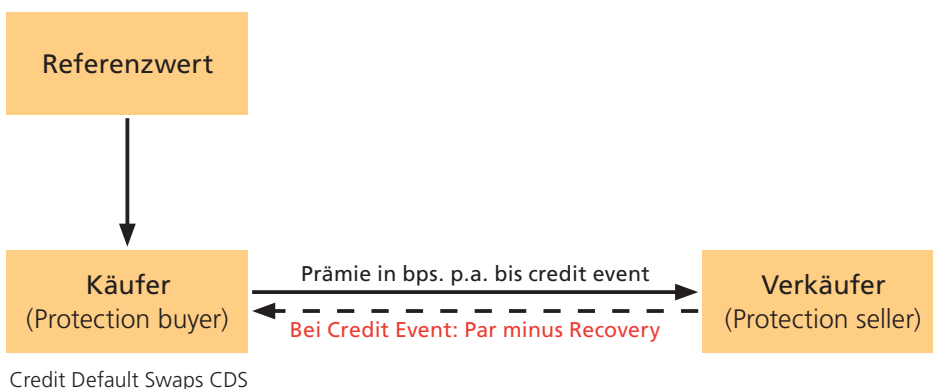 Referenzwert
Käufer
(Protection buyer)
Prämie in bps. p.a. bis credit event
Bei Credit Event: Par minus Recovery
Verkäufer
(Protection seller)
Credit Default Swaps CDS